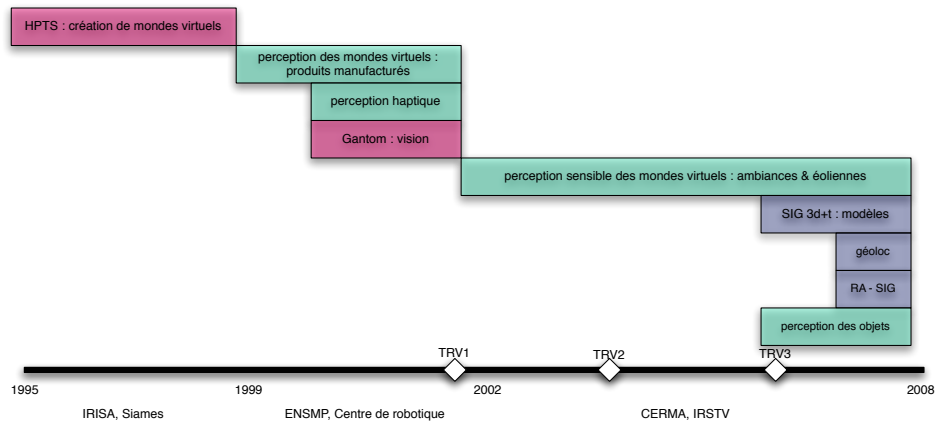 HPTS : création de mondes virtuels
perception des mondes virtuels :
produits manufacturés
perception haptique
Gantom : vision
perception sensible des mondes virtuels : ambiances & éoliennes
SIG 3d+t : modèles
géoloc
RA - SIG
perception des objets
TRV1
TRV2
TRV3
1995
1999
2002
2008
IRISA, Siames
ENSMP, Centre de robotique
CERMA, IRSTV